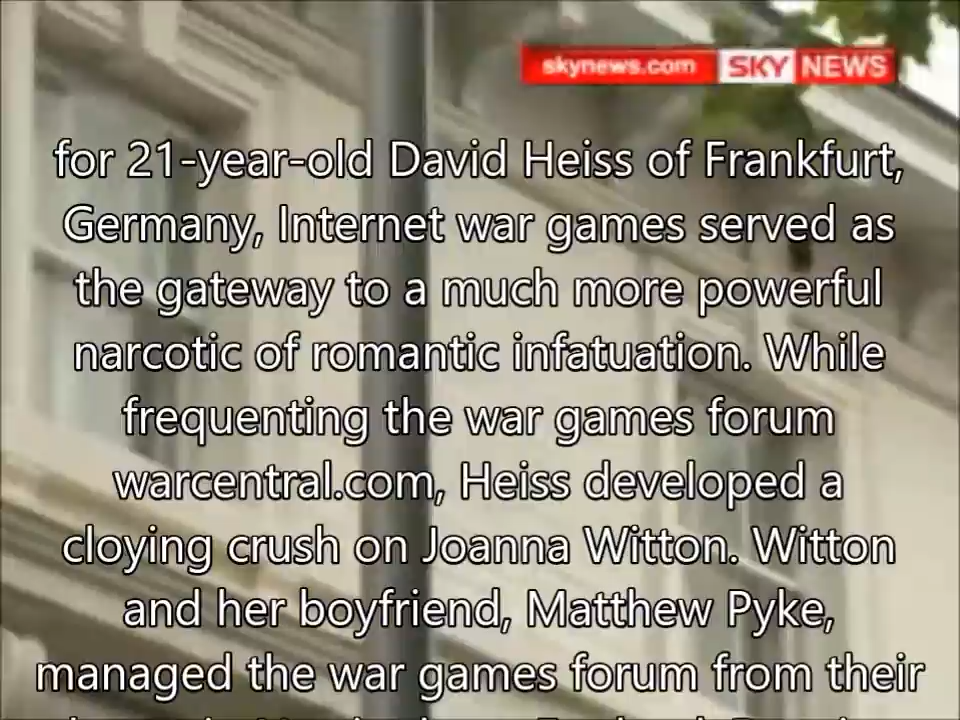 skynews.com SKY NEWS
for 21-year-old David Heiss of Frankfurt,
Germany, Internet war games served as
the gateway to a much more powerful
narcotic of romantic infatuation. While
frequenting the war games forum
warcentral.com, Heiss developed a
cloying crush on Joanna Witton. Witton
and her boyfriend, Matthew Pyke,
managed the war games forum from their